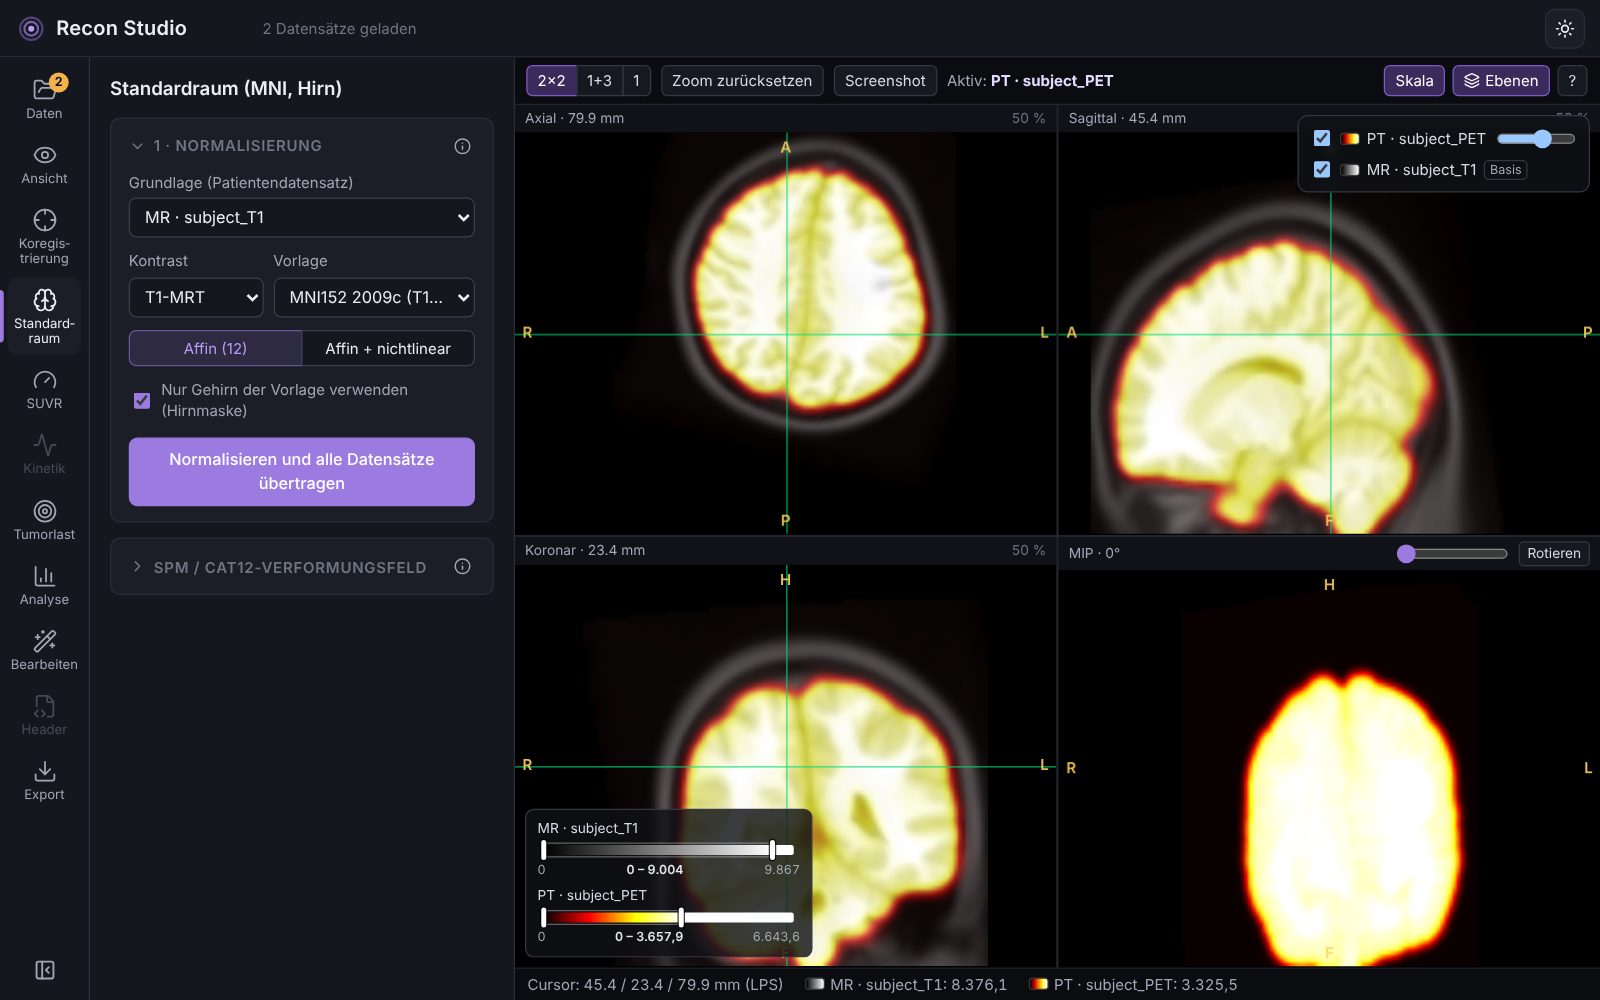 Recon Studio
2 Datensätze geladen
2
Daten
Ansicht
Koregis-
trierung
Standard-
raum
SUVR
Kinetik
Tumorlast
Analyse
Bearbeiten
Header
Export
Standardraum (MNI, Hirn)
1 · NORMALISIERUNG
Grundlage (Patientendatensatz)
MR · subject_T1
Kontrast
Vorlage
T1-MRT
MNI152 2009c (T1...
Affin (12)
Affin + nichtlinear
Nur Gehirn der Vorlage verwenden
(Hirnmaske)
Normalisieren und alle Datensätze
übertragen
SPM / CAT12-VERFORMUNGSFELD
2×2
1+3
1
Zoom zurücksetzen
Screenshot
Aktiv: PT · subject_PET
Skala
Ebenen
?
Axial · 79.9 mm
50 %
A
R
L
P
Sagittal · 45.4 mm
PT · subject_PET
MR · subject_T1
Basis
A
P
F
Koronar · 23.4 mm
50 %
H
R
L
MR · subject_T1
0
0 – 9.004
9.867
PT · subject_PET
0
0 – 3.657,9
6.643,6
MIP · 0°
Rotieren
H
R
L
F
Cursor: 45.4 / 23.4 / 79.9 mm (LPS)
MR · subject_T1: 8.376,1
PT · subject_PET: 3.325,5